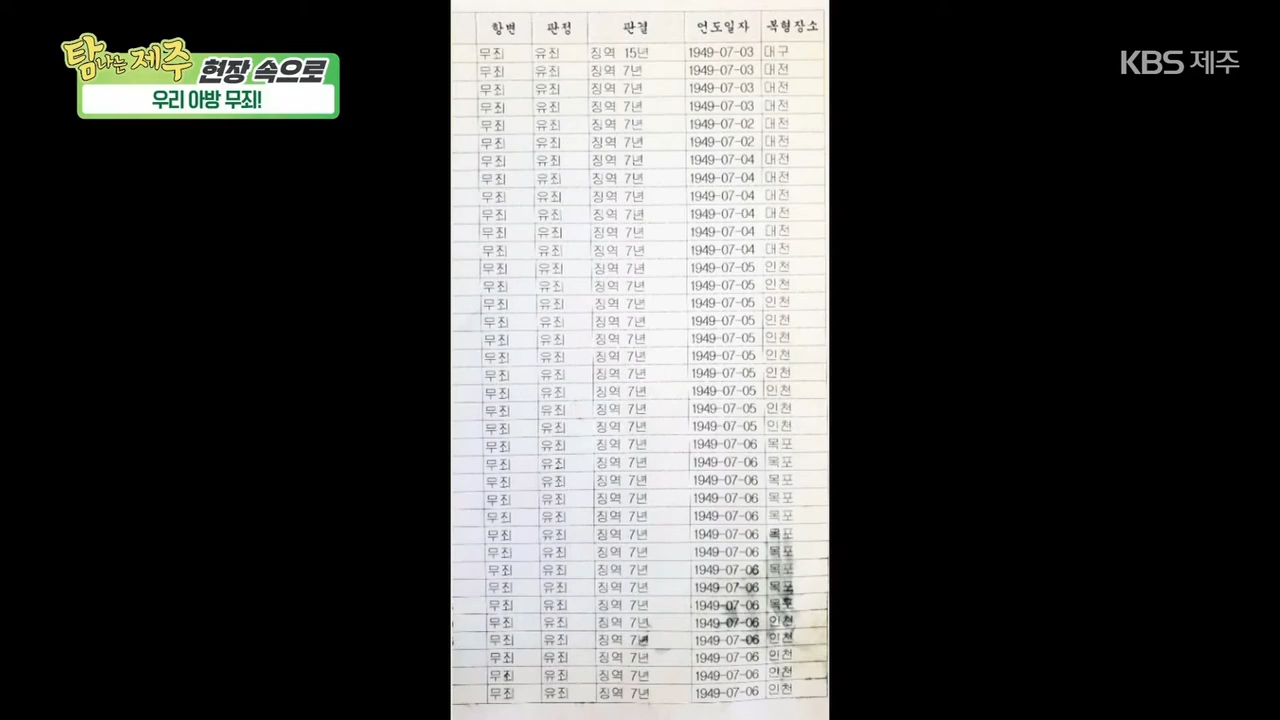 탐나는 제주 현장 속으로
우리 아방 무죄!
KBS 제주
항변 판정 판결 언도일자 복형장소
무죄 유죄 징역 15년 1949-07-03 대구
무죄 유죄 징역 7년 1949-07-03 대전
무죄 유죄 징역 7년 1949-07-03 대전
무죄 유죄 징역 7년 1949-07-03 대전
무죄 유죄 징역 7년 1949-07-02 대전
무죄 유죄 징역 7년 1949-07-02 대전
무죄 유죄 징역 7년 1949-07-04 대전
무죄 유죄 징역 7년 1949-07-04 대전
무죄 유죄 징역 7년 1949-07-04 대전
무죄 유죄 징역 7년 1949-07-04 대전
무죄 유죄 징역 7년 1949-07-04 대전
무죄 유죄 징역 7년 1949-07-04 대전
무죄 유죄 징역 7년 1949-07-05 인천
무죄 유죄 징역 7년 1949-07-05 인천
무죄 유죄 징역 7년 1949-07-05 인천
무죄 유죄 징역 7년 1949-07-05 인천
무죄 유죄 징역 7년 1949-07-05 인천
무죄 유죄 징역 7년 1949-07-05 인천
무죄 유죄 징역 7년 1949-07-05 인천
무죄 유죄 징역 7년 1949-07-05 인천
무죄 유죄 징역 7년 1949-07-05 인천
무죄 유죄 징역 7년 1949-07-05 인천
무죄 유죄 징역 7년 1949-07-06 목포
무죄 유죄 징역 7년 1949-07-06 목포
무죄 유죄 징역 7년 1949-07-06 목포
무죄 유죄 징역 7년 1949-07-06 목포
무죄 유죄 징역 7년 1949-07-06 목포
무죄 유죄 징역 7년 1949-07-06 목포
무죄 유죄 징역 7년 1949-07-06 목포
무죄 유죄 징역 7년 1949-07-06 목포
무죄 유죄 징역 7년 1949-07-06 목포
무죄 유죄 징역 7년 1949-07-06 목포
무죄 유죄 징역 7년 1949-07-06 인천
무죄 유죄 징역 7년 1949-07-06 인천
무죄 유죄 징역 7년 1949-07-06 인천
무죄 유죄 징역 7년 1949-07-06 인천
무죄 유죄 징역 7년 1949-07-06 인천